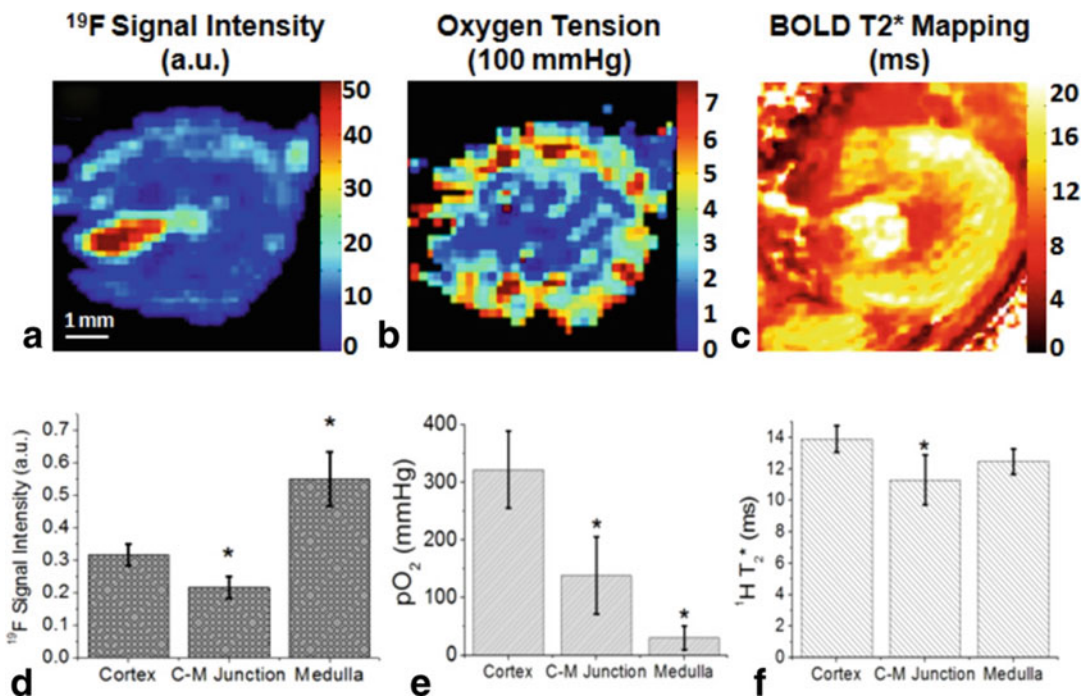 ¹⁹F Signal Intensity
(a.u.)
Oxygen Tension
(100 mmHg)
BOLD T2* Mapping
(ms)
50
40
30
20
10
0
1 mm
a
7
6
5
4
3
2
1
0
b
20
16
12
8
4
0
c
¹⁹F Signal Intensity (a.u.)
0.7
0.6
0.5
0.4
0.3
0.2
0.1
0.0
*
*
Cortex C-M Junction Medulla
d
pO₂ (mmHg)
400
300
200
100
0
*
*
Cortex C-M Junction Medulla
e
¹H T₂* (ms)
14
12
10
8
6
4
2
0
*
Cortex C-M Junction Medulla
f